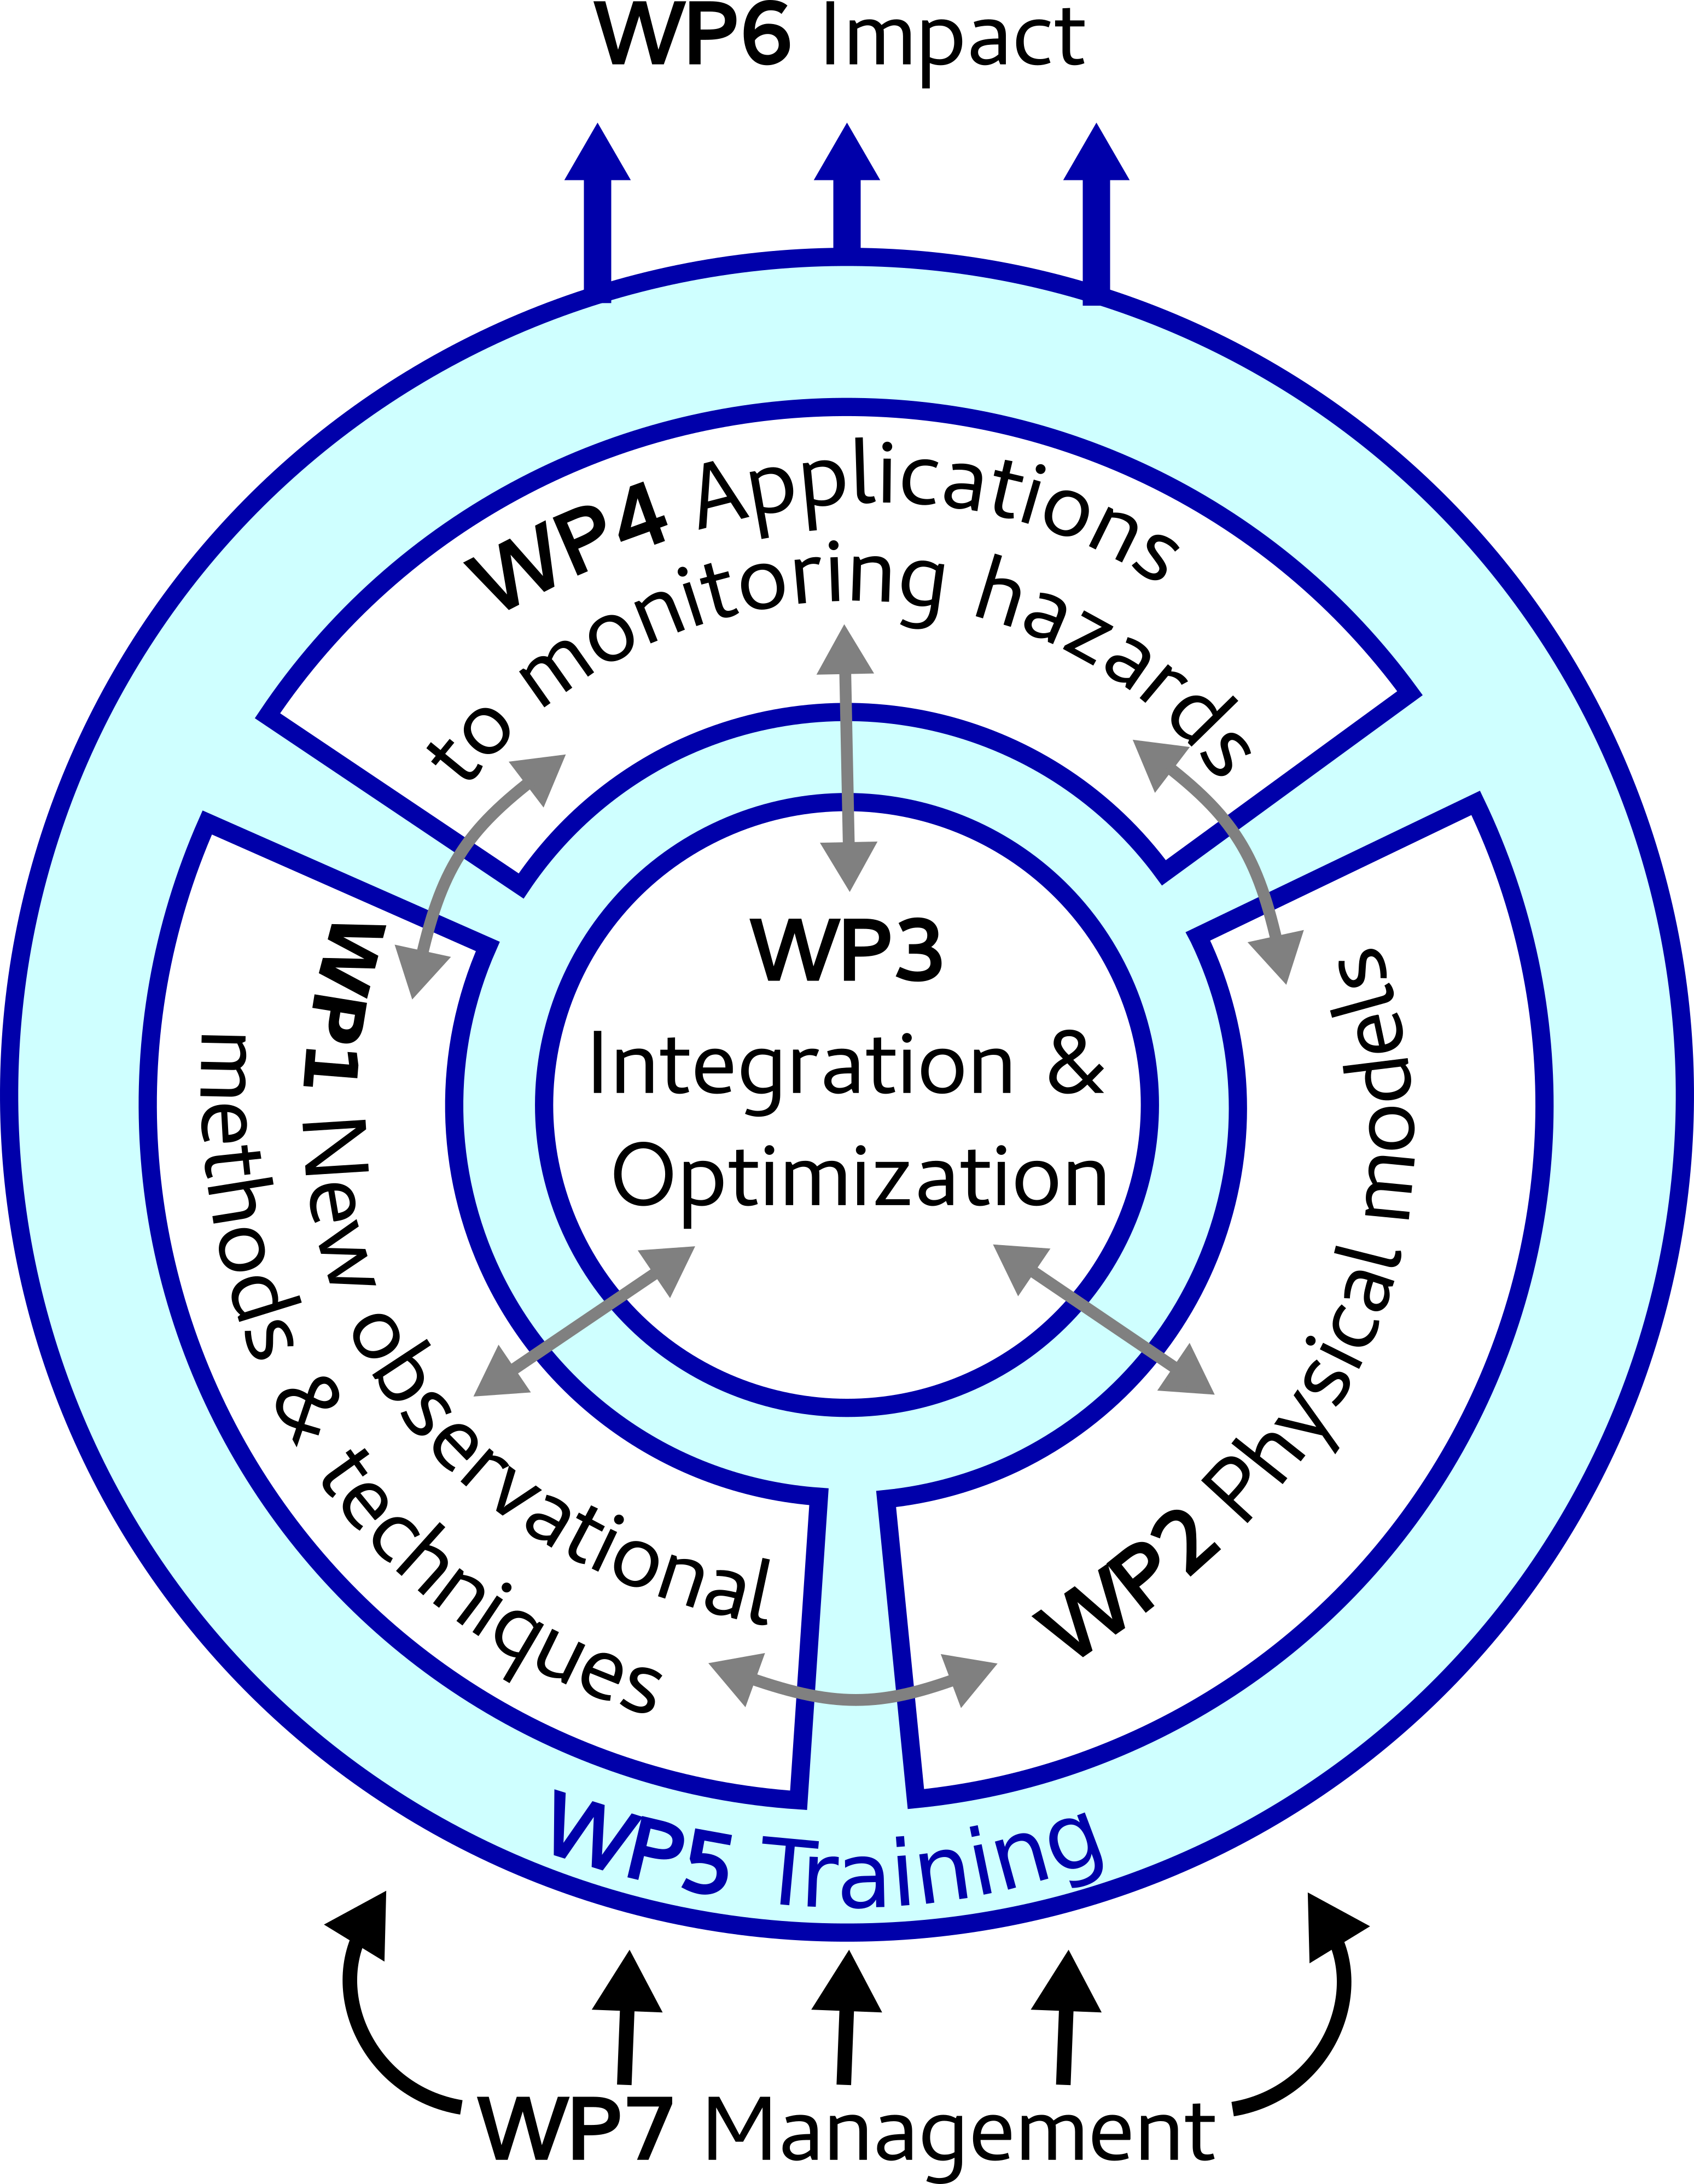 WP6 Impact
WP4 Applications
to monitoring hazards
WP3
Integration &
Optimization
WP1 New observational
methods & techniques
WP2 Physical models
WP5 Training
WP7 Management